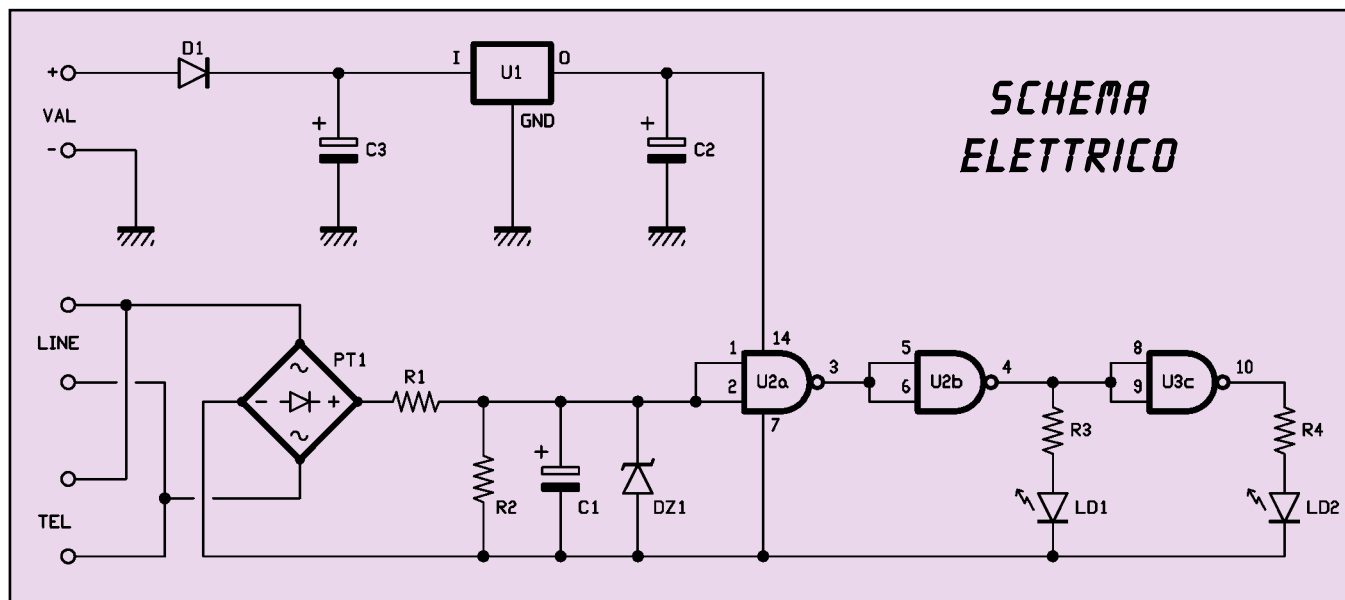 SCHEMA
ELETTRICO
D1
+
VAL
-
I
U1
O
GND
+
C3
+
C2
LINE
TEL
PT1
~
- +
~
R1
R2
+
C1
DZ1
1
2
14
U2a
7
3
5
6
U2b
4
8
9
U3c
10
R3
LD1
R4
LD2